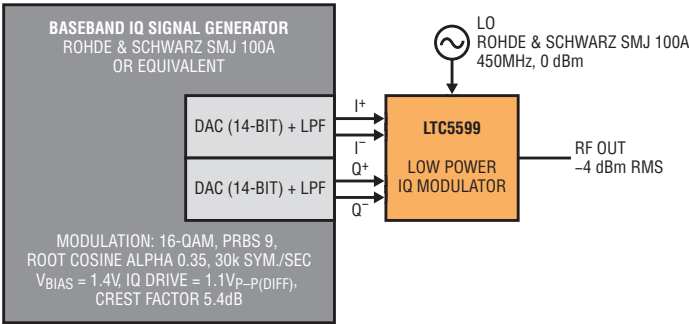 BASEBAND IQ SIGNAL GENERATOR
ROHDE & SCHWARZ SMJ 100A
OR EQUIVALENT
DAC (14-BIT) + LPF
DAC (14-BIT) + LPF
MODULATION: 16-QAM, PRBS 9,
ROOT COSINE ALPHA 0.35, 30k SYM./SEC
VBIAS = 1.4V, IQ DRIVE = 1.1VP–P(DIFF),
CREST FACTOR 5.4dB
I+
I–
Q+
Q–
LO
ROHDE & SCHWARZ SMJ 100A
450MHz, 0 dBm
LTC5599
LOW POWER
IQ MODULATOR
RF OUT
–4 dBm RMS